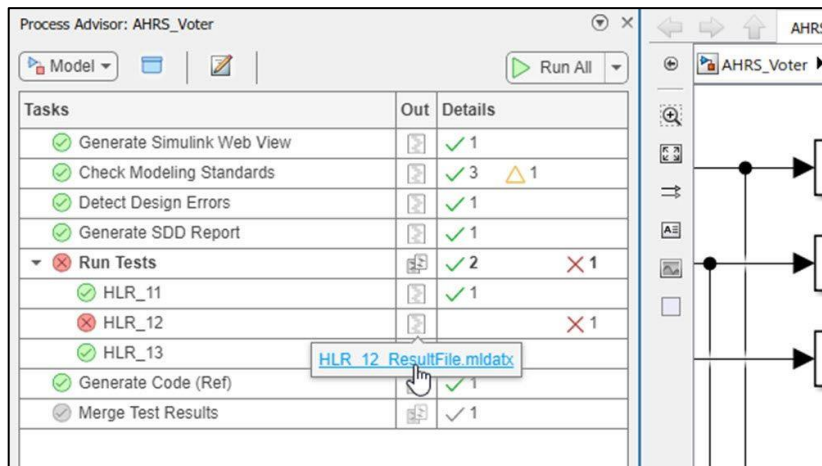 Process Advisor: AHRS_Voter
Model
Run All
Tasks Out Details
Generate Simulink Web View 1
Check Modeling Standards 3 1
Detect Design Errors 1
Generate SDD Report 1
Run Tests 2 1
HLR_11 1
HLR_12 1
HLR_13
HLR_12_ResultFile.mldatx
Generate Code (Ref) 1
Merge Test Results 1
AHRS
AHRS_Voter
A